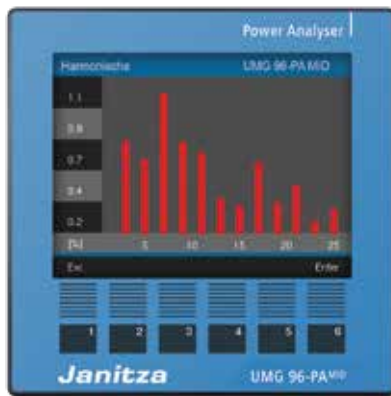 Power Analyser
Harmonische UMG 96-PA MID
1.1
0.8
0.7
0.4
0.2
[%] 5 10 15 20 25
Esc Enter
1 2 3 4 5 6
Janitza UMG 96-PA MID